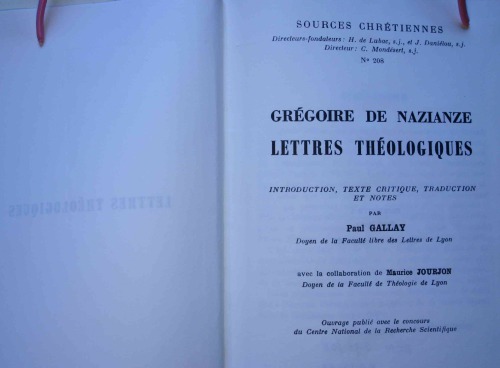 SOURCES CHRÉTIENNES
Directeurs-fondateurs : H. de Lubac, s.j., et J. Daniélou, s.j.
Directeur : C. Mondésert, s.j.
Nº 208
GRÉGOIRE DE NAZIANZE
LETTRES THÉOLOGIQUES
INTRODUCTION, TEXTE CRITIQUE, TRADUCTION
ET NOTES
PAR
Paul GALLAY
Doyen de la Faculté libre des Lettres de Lyon
avec la collaboration de Maurice JOURJON
Doyen de la Faculté de Théologie de Lyon
Ouvrage publié avec le concours
du Centre National de la Recherche Scientifique
LETTRES THÉOLOGIQUES